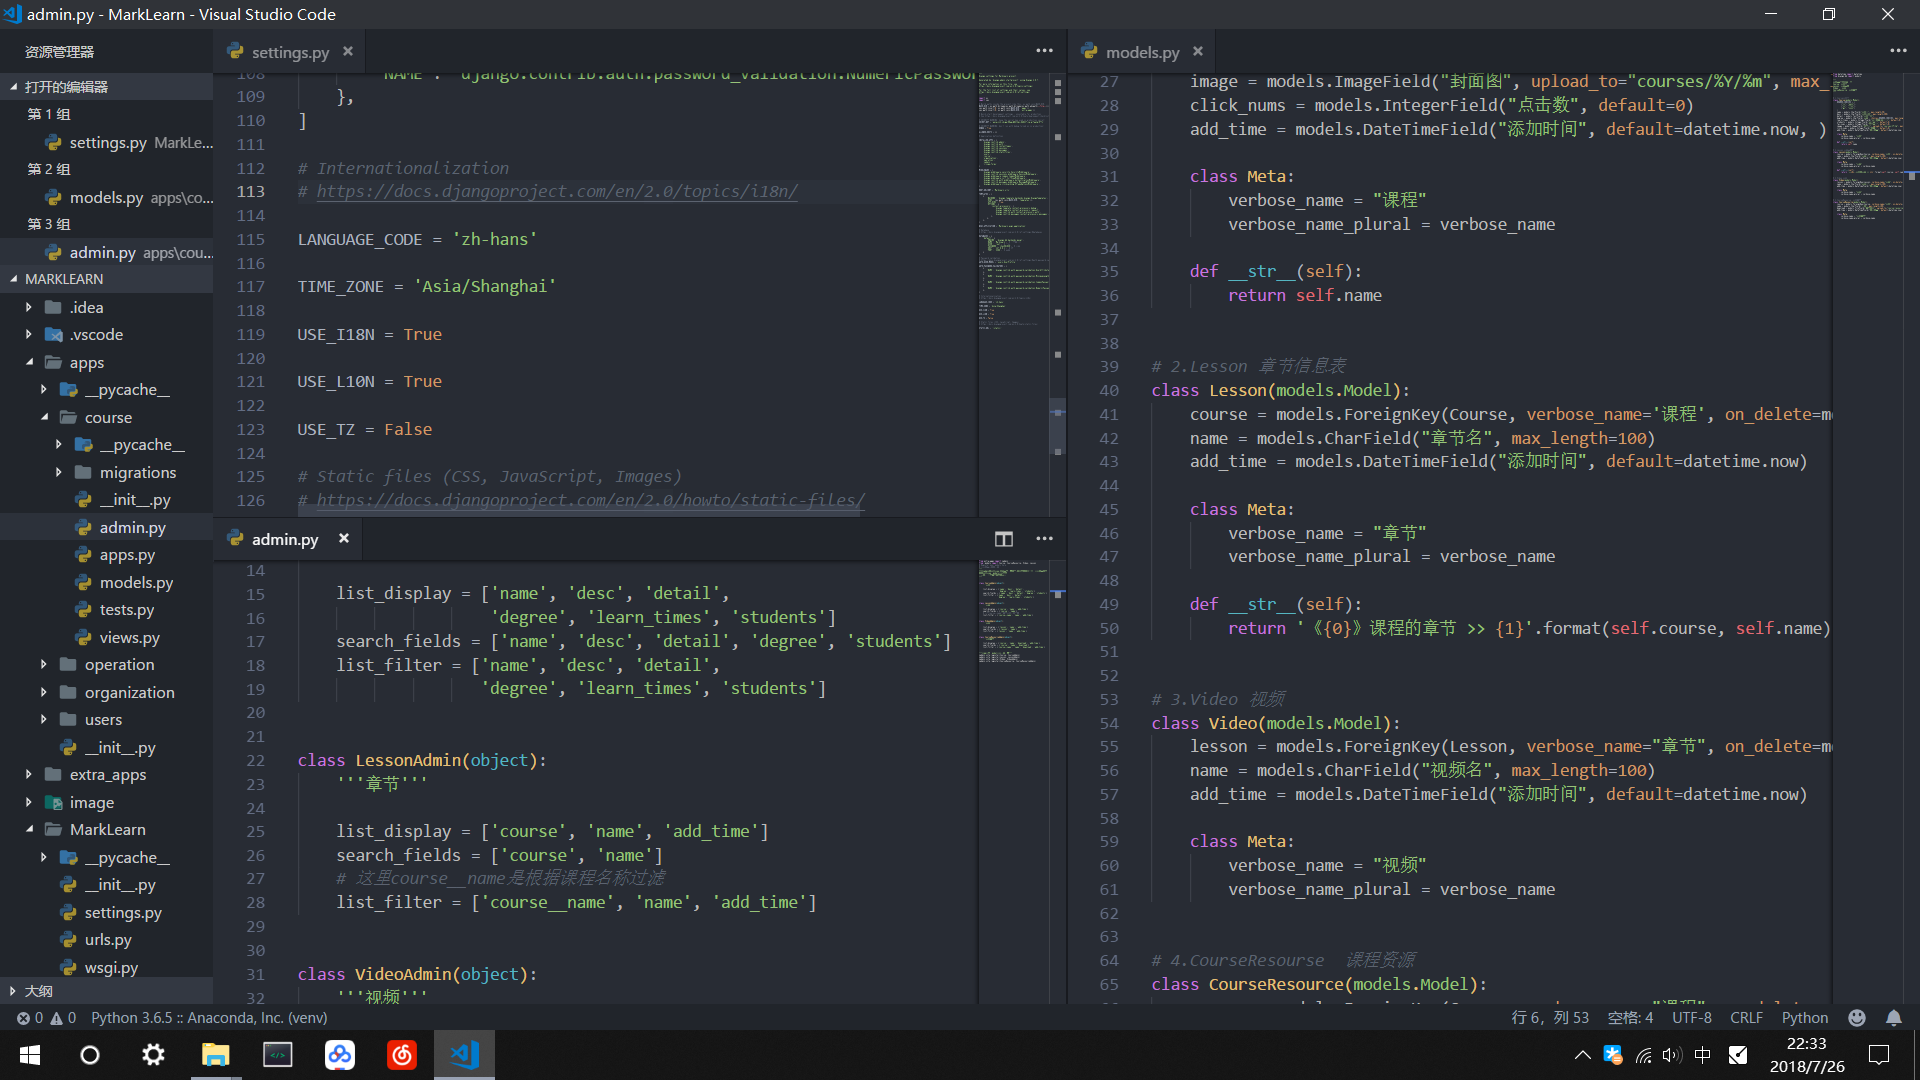 admin.py - MarkLearn - Visual Studio Code
资源管理器
打开的编辑器
第 1 组
settings.py MarkLe...
第 2 组
models.py apps\co...
第 3 组
admin.py apps\cou...
MARKLEARN
.idea
.vscode
apps
__pycache__
course
__pycache__
migrations
__init__.py
admin.py
apps.py
models.py
tests.py
views.py
operation
organization
users
__init__.py
extra_apps
image
MarkLearn
__pycache__
__init__.py
settings.py
urls.py
wsgi.py
大纲
settings.py
108 'NAME': 'django.contrib.auth.password_validation.NumericPasswor
109 },
110 ]
111
112 # Internationalization
113 # https://docs.djangoproject.com/en/2.0/topics/i18n/
114
115 LANGUAGE_CODE = 'zh-hans'
116
117 TIME_ZONE = 'Asia/Shanghai'
118
119 USE_I18N = True
120
121 USE_L10N = True
122
123 USE_TZ = False
124
125 # Static files (CSS, JavaScript, Images)
126 # https://docs.djangoproject.com/en/2.0/howto/static-files/
admin.py
14
15 list_display = ['name', 'desc', 'detail',
16 'degree', 'learn_times', 'students']
17 search_fields = ['name', 'desc', 'detail', 'degree', 'students']
18 list_filter = ['name', 'desc', 'detail',
19 'degree', 'learn_times', 'students']
20
21
22 class LessonAdmin(object):
23 '''章节'''
24
25 list_display = ['course', 'name', 'add_time']
26 search_fields = ['course', 'name']
27 # 这里course__name是根据课程名称过滤
28 list_filter = ['course__name', 'name', 'add_time']
29
30
31 class VideoAdmin(object):
32 '''视频'''
models.py
27 image = models.ImageField("封面图", upload_to="courses/%Y/%m", max_
28 click_nums = models.IntegerField("点击数", default=0)
29 add_time = models.DateTimeField("添加时间", default=datetime.now, )
30
31 class Meta:
32 verbose_name = "课程"
33 verbose_name_plural = verbose_name
34
35 def __str__(self):
36 return self.name
37
38
39 # 2.Lesson 章节信息表
40 class Lesson(models.Model):
41 course = models.ForeignKey(Course, verbose_name='课程', on_delete=m
42 name = models.CharField("章节名", max_length=100)
43 add_time = models.DateTimeField("添加时间", default=datetime.now)
44
45 class Meta:
46 verbose_name = "章节"
47 verbose_name_plural = verbose_name
48
49 def __str__(self):
50 return '《{0}》课程的章节 >> {1}'.format(self.course, self.name)
51
52
53 # 3.Video 视频
54 class Video(models.Model):
55 lesson = models.ForeignKey(Lesson, verbose_name="章节", on_delete=m
56 name = models.CharField("视频名", max_length=100)
57 add_time = models.DateTimeField("添加时间", default=datetime.now)
58
59 class Meta:
60 verbose_name = "视频"
61 verbose_name_plural = verbose_name
62
63
64 # 4.CourseResourse 课程资源
65 class CourseResource(models.Model):
0 0 Python 3.6.5 :: Anaconda, Inc. (venv)
行 6，列 53 空格: 4 UTF-8 CRLF Python
中
22:33
2018/7/26